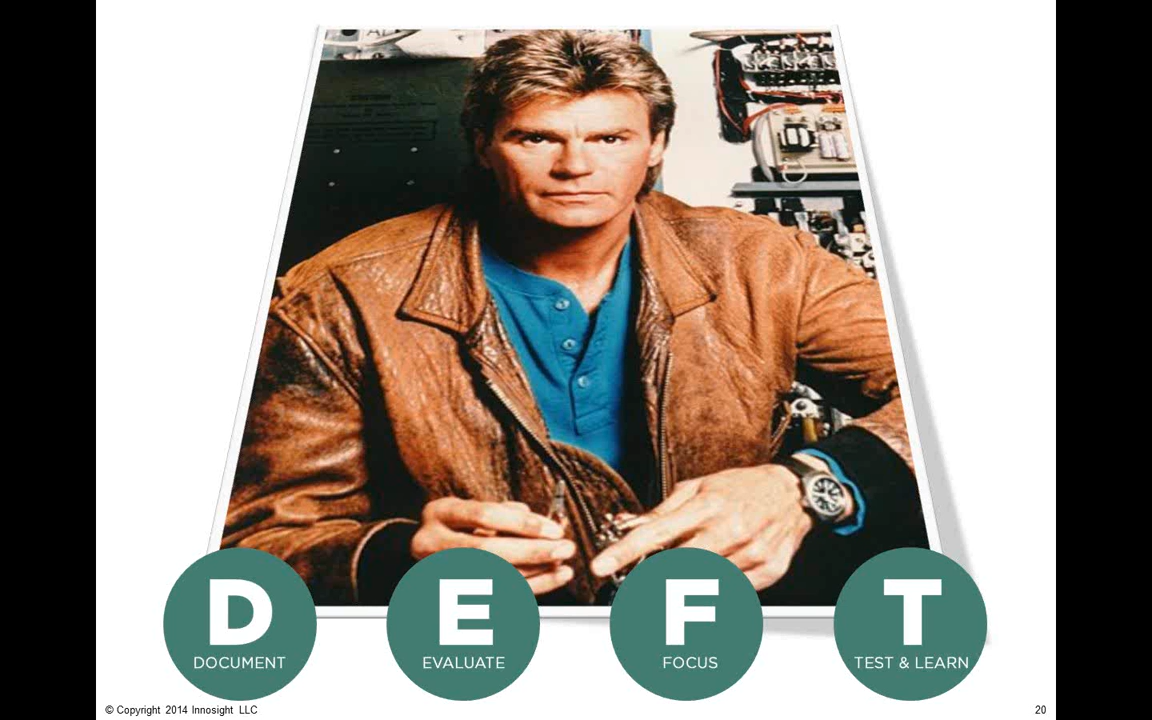 D
DOCUMENT
E
EVALUATE
F
FOCUS
T
TEST & LEARN
© Copyright 2014 Innosight LLC
20